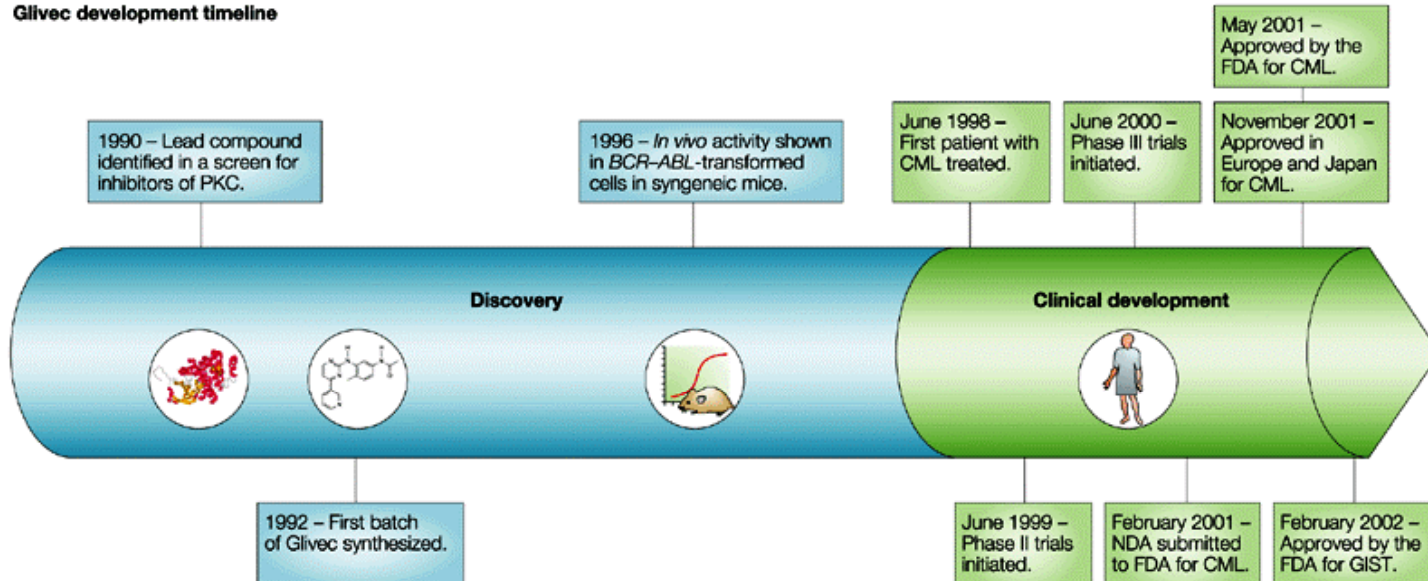 Glivec development timeline
May 2001 –
Approved by the
FDA for CML.
1990 – Lead compound
identified in a screen for
inhibitors of PKC.
1996 – In vivo activity shown
in BCR–ABL-transformed
cells in syngeneic mice.
June 1998 –
First patient with
CML treated.
June 2000 –
Phase III trials
initiated.
November 2001 –
Approved in
Europe and Japan
for CML.
Discovery
Clinical development
1992 – First batch
of Glivec synthesized.
June 1999 –
Phase II trials
initiated.
February 2001 –
NDA submitted
to FDA for CML.
February 2002 –
Approved by the
FDA for GIST.